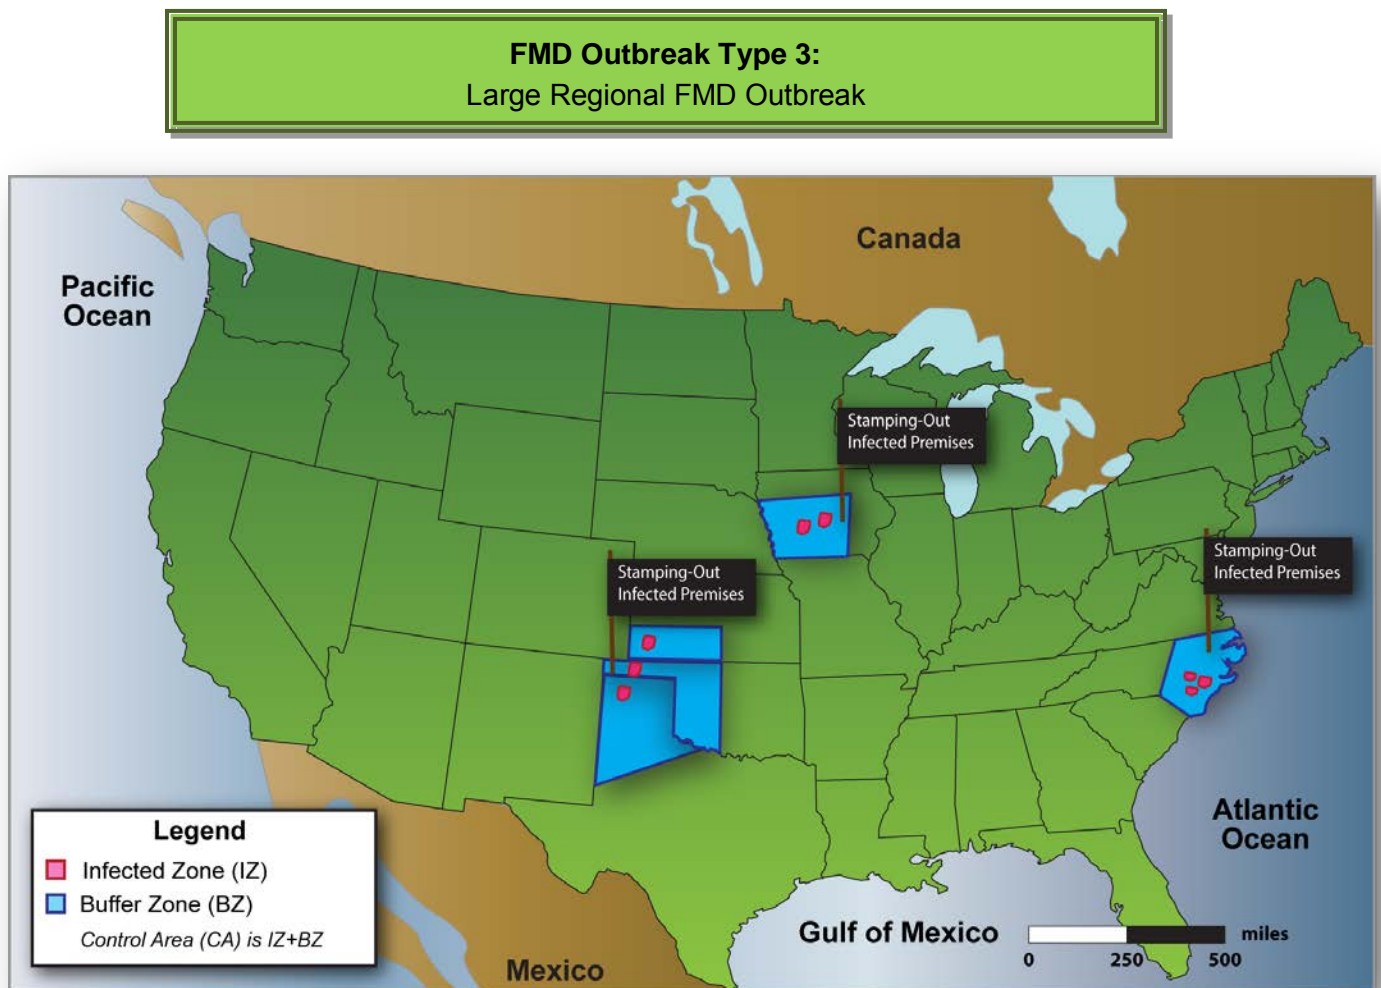 FMD Outbreak Type 3:
Large Regional FMD Outbreak
Canada
Pacific
Ocean
Stamping-Out
Infected Premises
Stamping-Out
Infected Premises
Stamping-Out
Infected Premises
Atlantic
Ocean
Legend
Infected Zone (IZ)
Buffer Zone (BZ)
Control Area (CA) is IZ+BZ
Gulf of Mexico
miles
0 250 500
Mexico